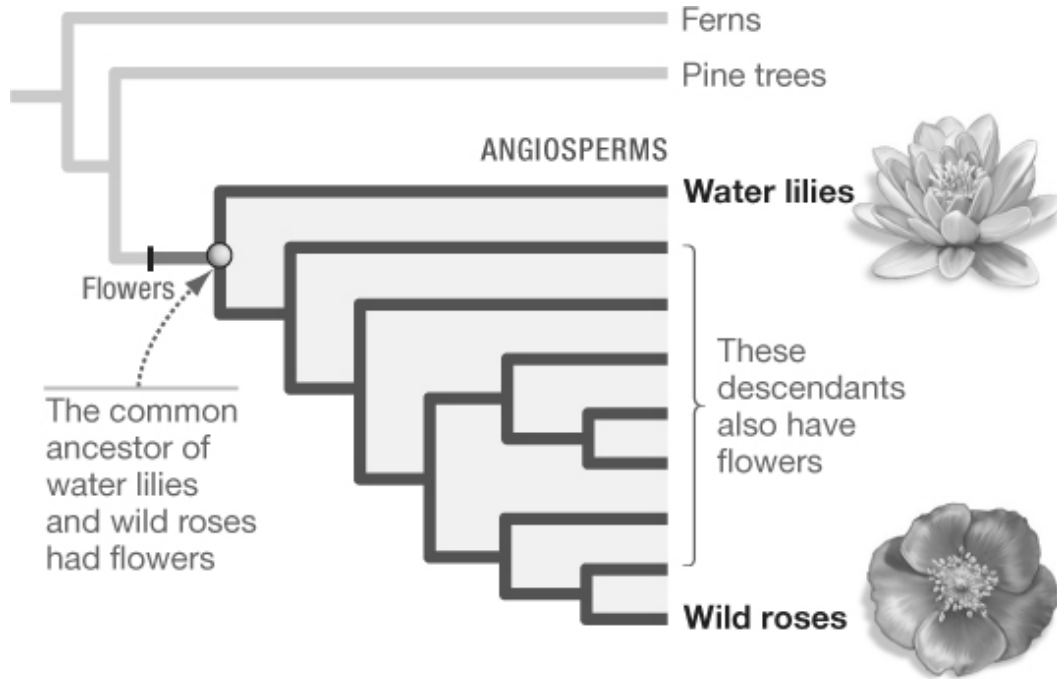 Ferns
Pine trees
ANGIOSPERMS
Water lilies
Flowers
These
descendants
also have
flowers
The common
ancestor of
water lilies
and wild roses
had flowers
Wild roses